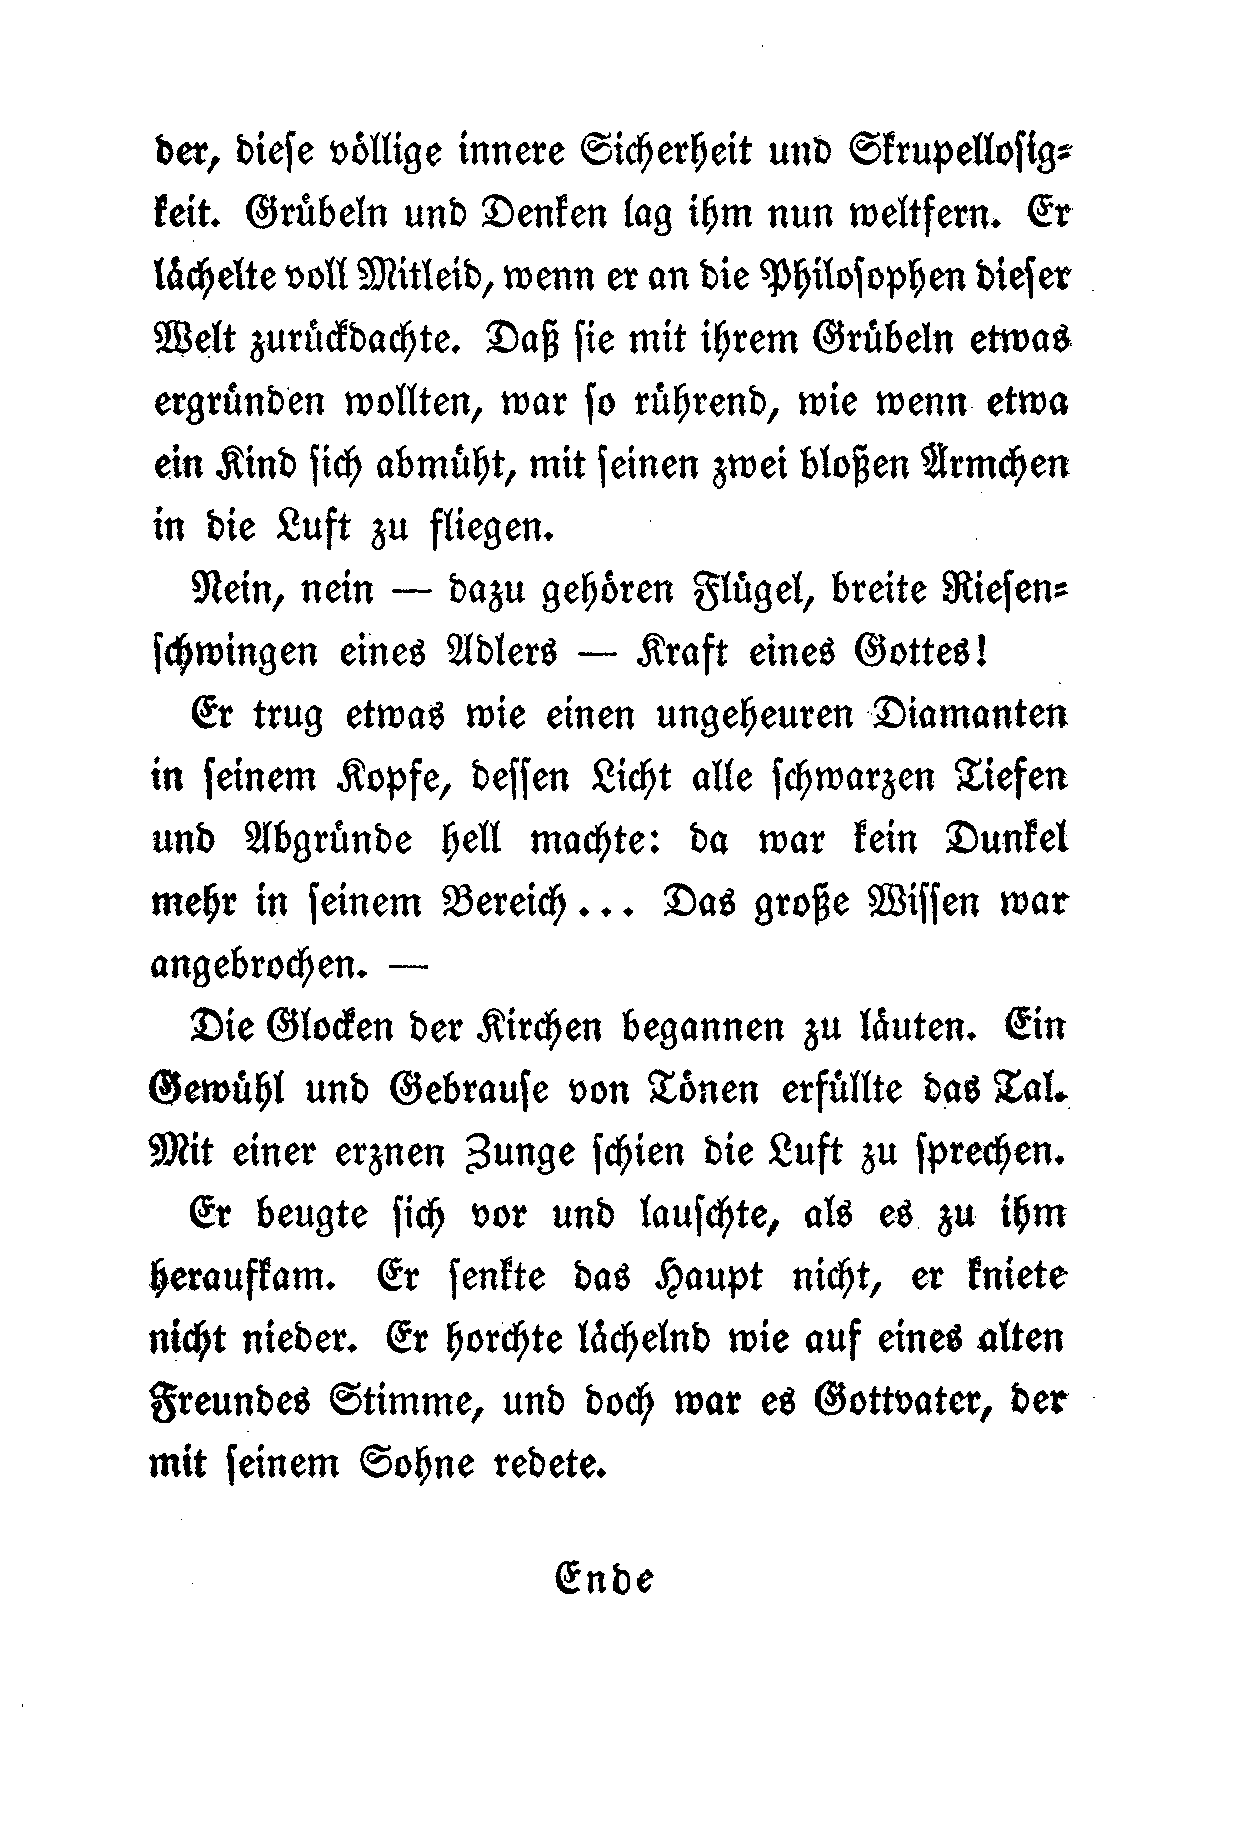 der, dieſe völlige innere Sicherheit und Skrupelloſig⸗
keit. Grübeln und Denken lag ihm nun weltfern. Er
lächelte voll Mitleid, wenn er an die Philoſophen dieſer
Welt zurückdachte. Daß ſie mit ihrem Grübeln etwas
ergründen wollten, war ſo rührend, wie wenn etwa
ein Kind ſich abmüht, mit ſeinen zwei bloßen Ärmchen
in die Luft zu fliegen.
Nein, nein — dazu gehören Flügel, breite Rieſen⸗
ſchwingen eines Adlers — Kraft eines Gottes!
Er trug etwas wie einen ungeheuren Diamanten
in ſeinem Kopfe, deſſen Licht alle ſchwarzen Tiefen
und Abgründe hell machte: da war kein Dunkel
mehr in ſeinem Bereich... Das große Wiſſen war
angebrochen. —
Die Glocken der Kirchen begannen zu läuten. Ein
Gewühl und Gebrauſe von Tönen erfüllte das Tal.
Mit einer erznen Zunge ſchien die Luft zu ſprechen.
Er beugte ſich vor und lauſchte, als es zu ihm
heraufkam. Er ſenkte das Haupt nicht, er kniete
nicht nieder. Er horchte lächelnd wie auf eines alten
Freundes Stimme, und doch war es Gottvater, der
mit ſeinem Sohne redete.
Ende